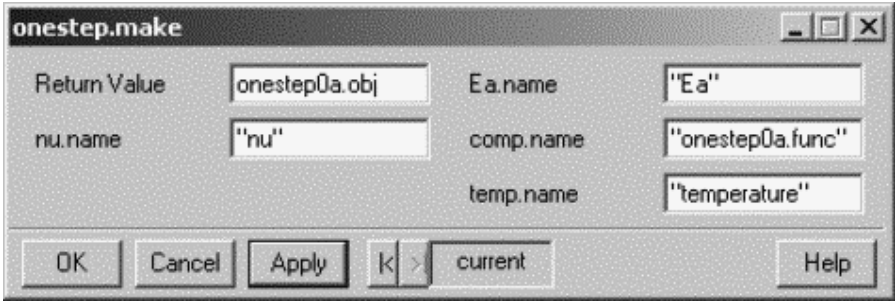 onestep.make
Return Value onestep0a.obj Ea.name "Ea"
nu.name "nu" comp.name "onestep0a.func"
temp.name "temperature"
OK Cancel Apply current Help